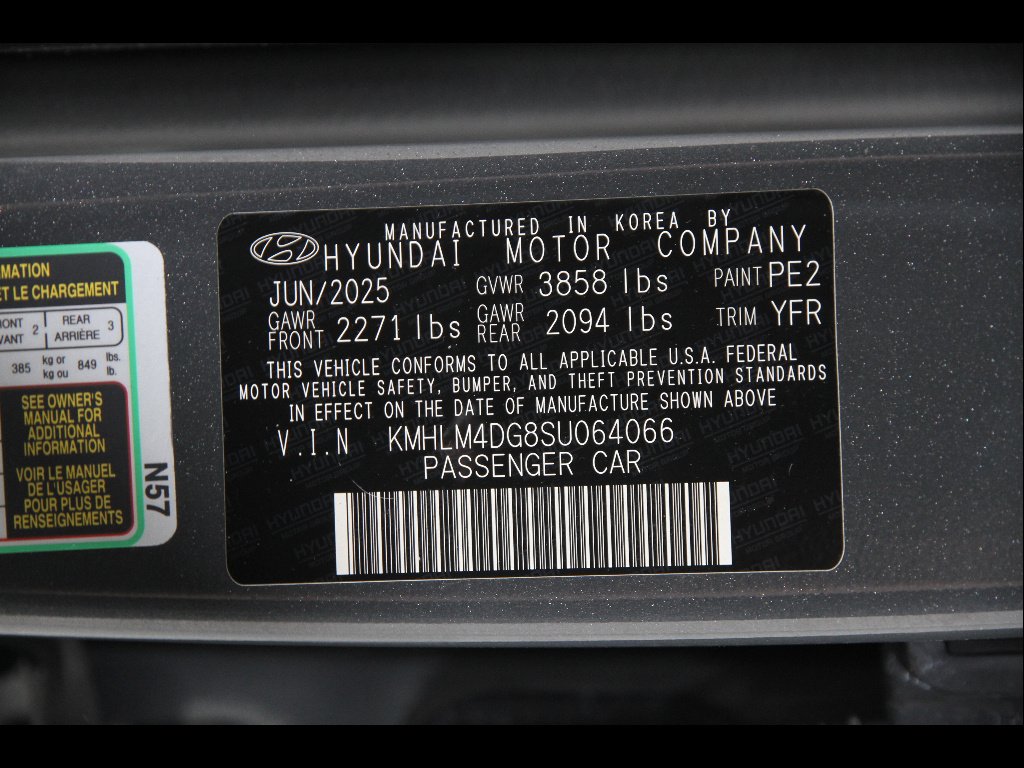 MANUFACTURED IN KOREA BY
HYUNDAI MOTOR COMPANY
JUN/2025 GVWR 3858 lbs PAINT PE2
GAWR FRONT 2271 lbs GAWR REAR 2094 lbs TRIM YFR
THIS VEHICLE CONFORMS TO ALL APPLICABLE U.S.A. FEDERAL
MOTOR VEHICLE SAFETY, BUMPER, AND THEFT PREVENTION STANDARDS
IN EFFECT ON THE DATE OF MANUFACTURE SHOWN ABOVE
V.I.N KMHLM4DG8SU064066
PASSENGER CAR
ET LE CHARGEMENT
2 REAR ARRIÈRE 3
385 kg or kg ou 849 lbs. lb.
SEE OWNER'S
MANUAL FOR
ADDITIONAL
INFORMATION
VOIR LE MANUEL
DE L'USAGER
POUR PLUS DE
RENSEIGNEMENTS
N57